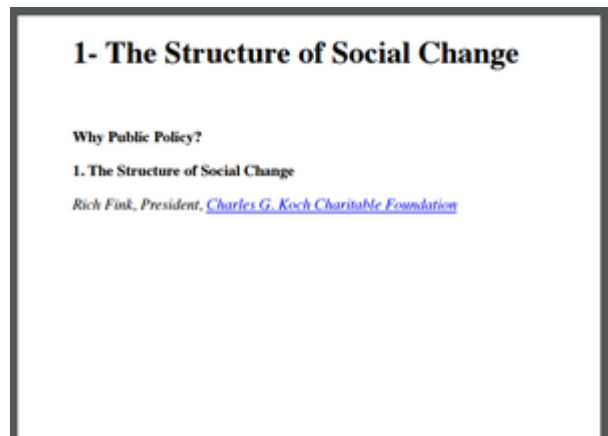 1- The Structure of Social Change
Why Public Policy?
1. The Structure of Social Change
Rich Fink, President, Charles G. Koch Charitable Foundation